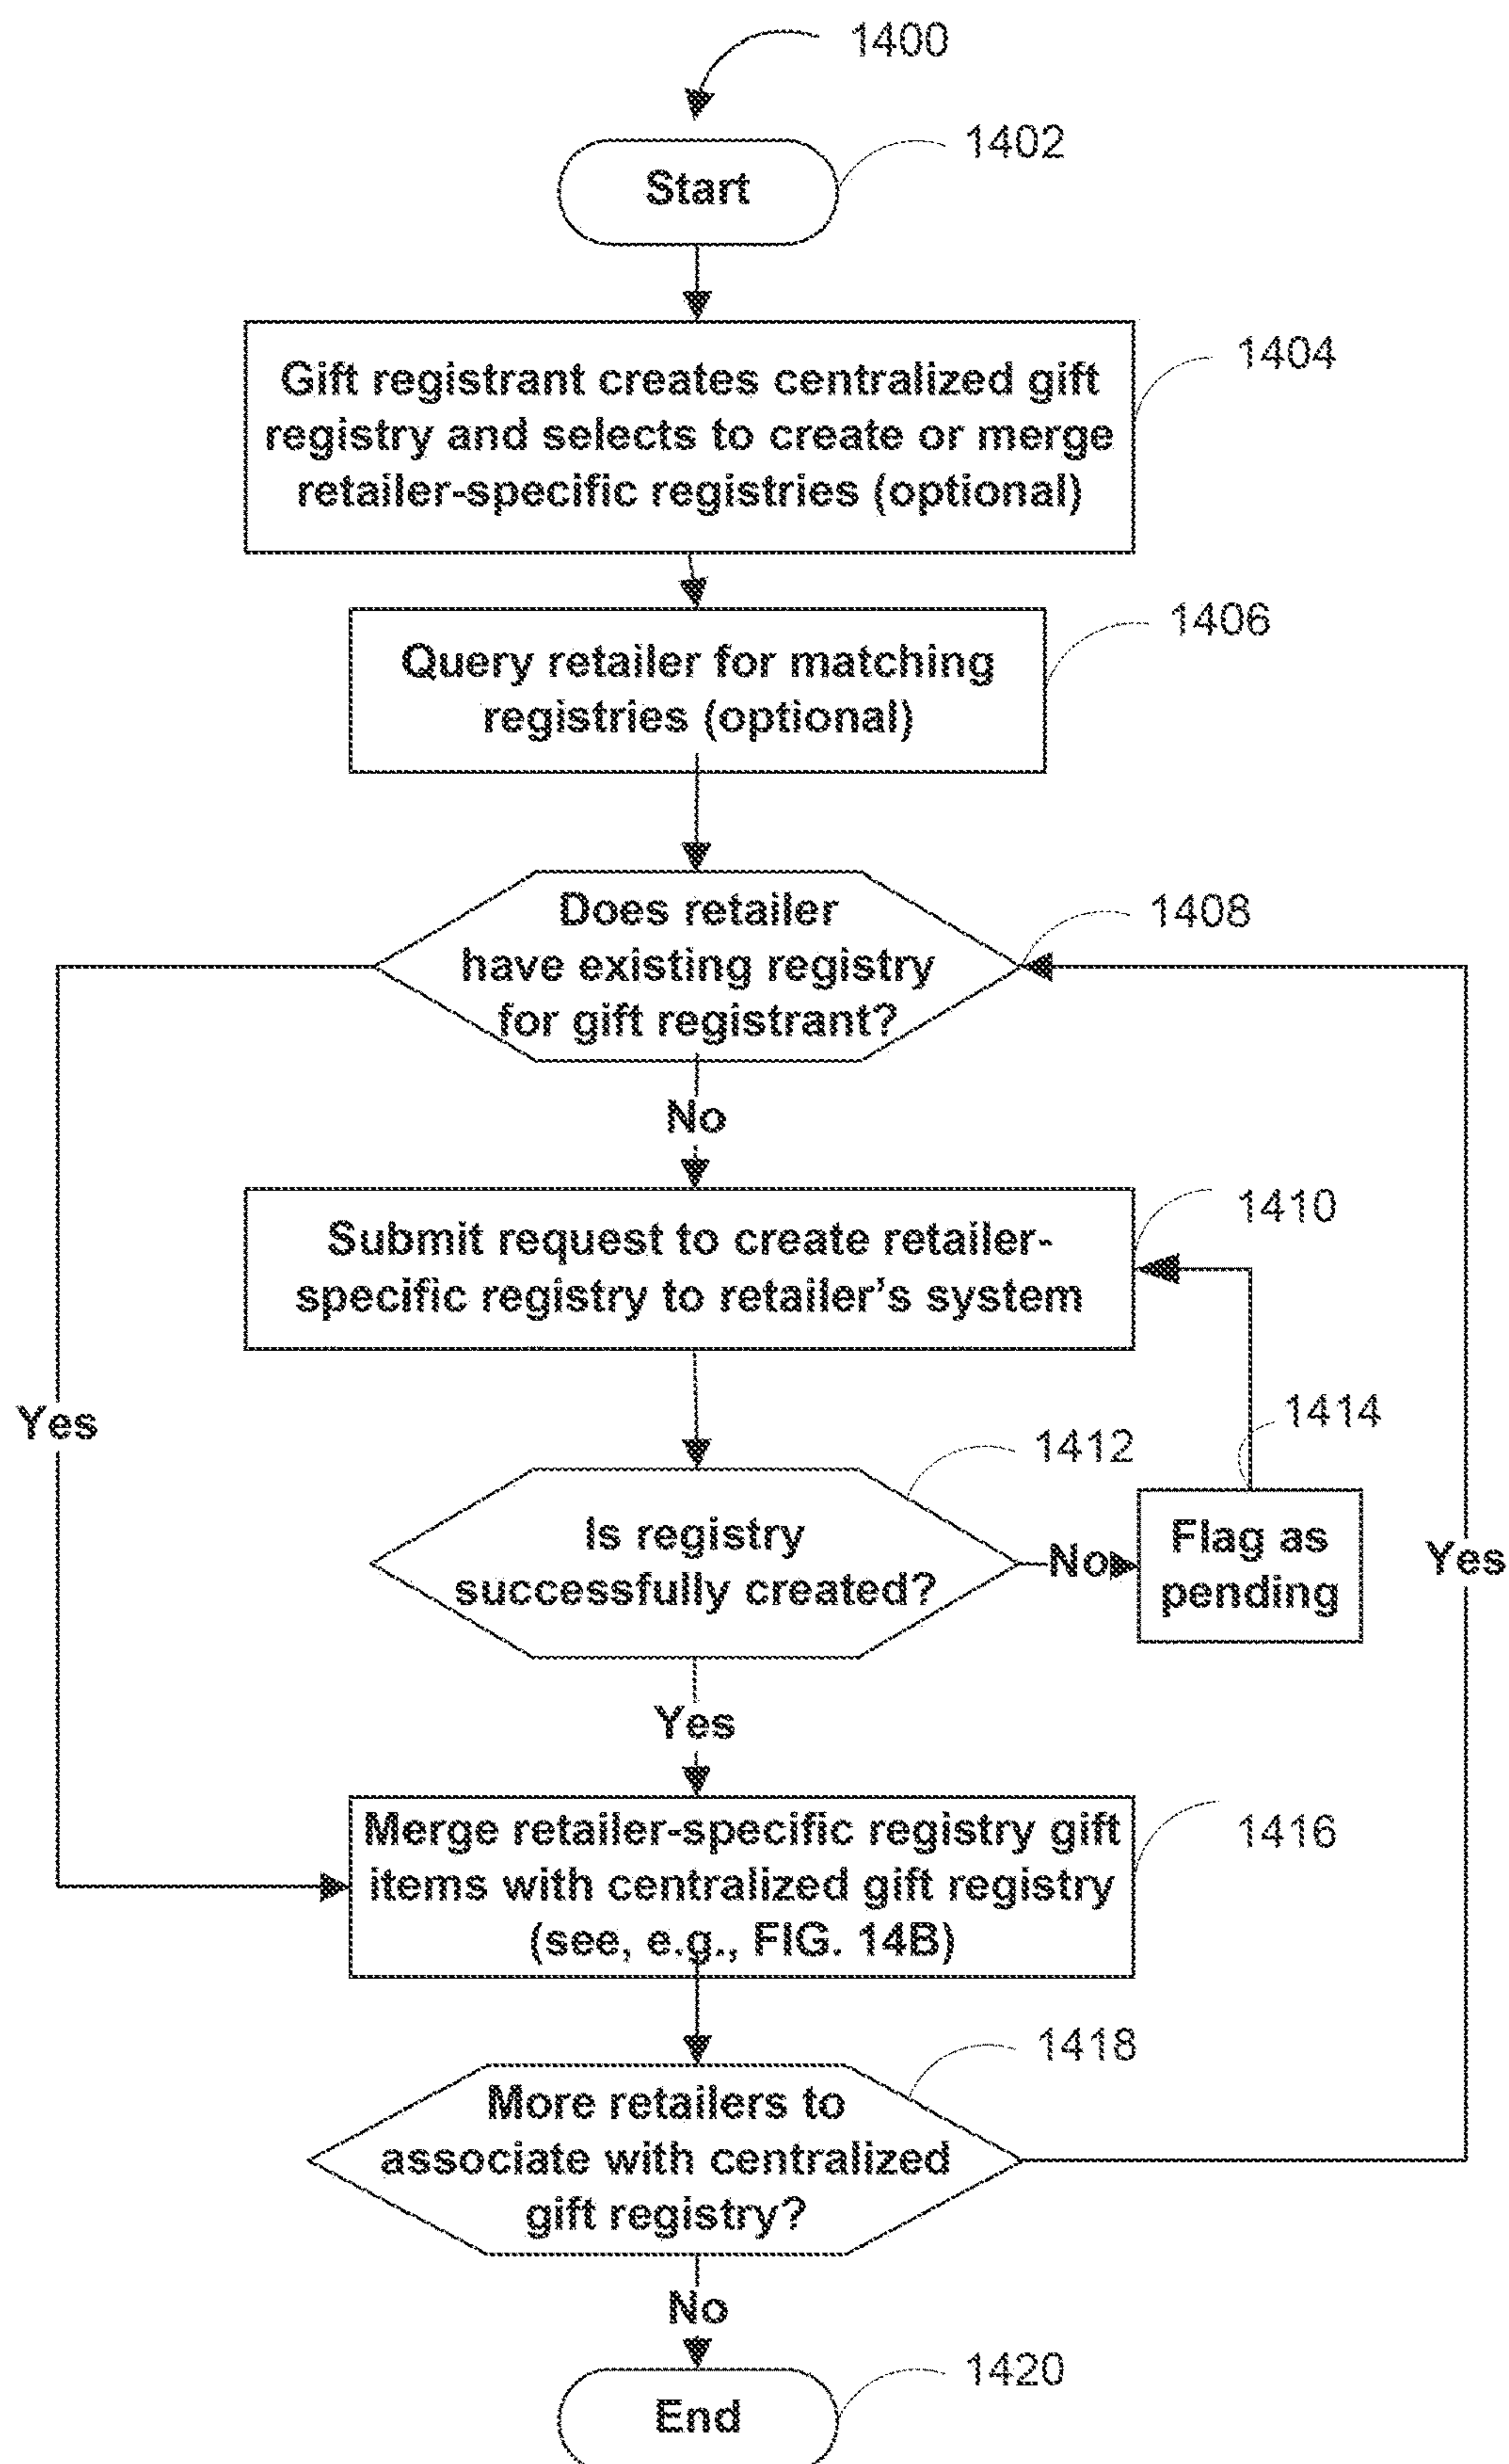 1400
1402
Start
1404
Gift registrant creates centralized gift
registry and selects to create or merge
retailer-specific registries (optional)
1406
Query retailer for matching
registries (optional)
1408
Does retailer
have existing registry
for gift registrant?
No
1410
Submit request to create retailer-
specific registry to retailer's system
Yes
1414
1412
Is registry
successfully created?
No
Flag as
pending
Yes
Yes
Merge retailer-specific registry gift
items with centralized gift registry
(see, e.g., FIG. 14B)
1416
1418
More retailers to
associate with centralized
gift registry?
No
1420
End